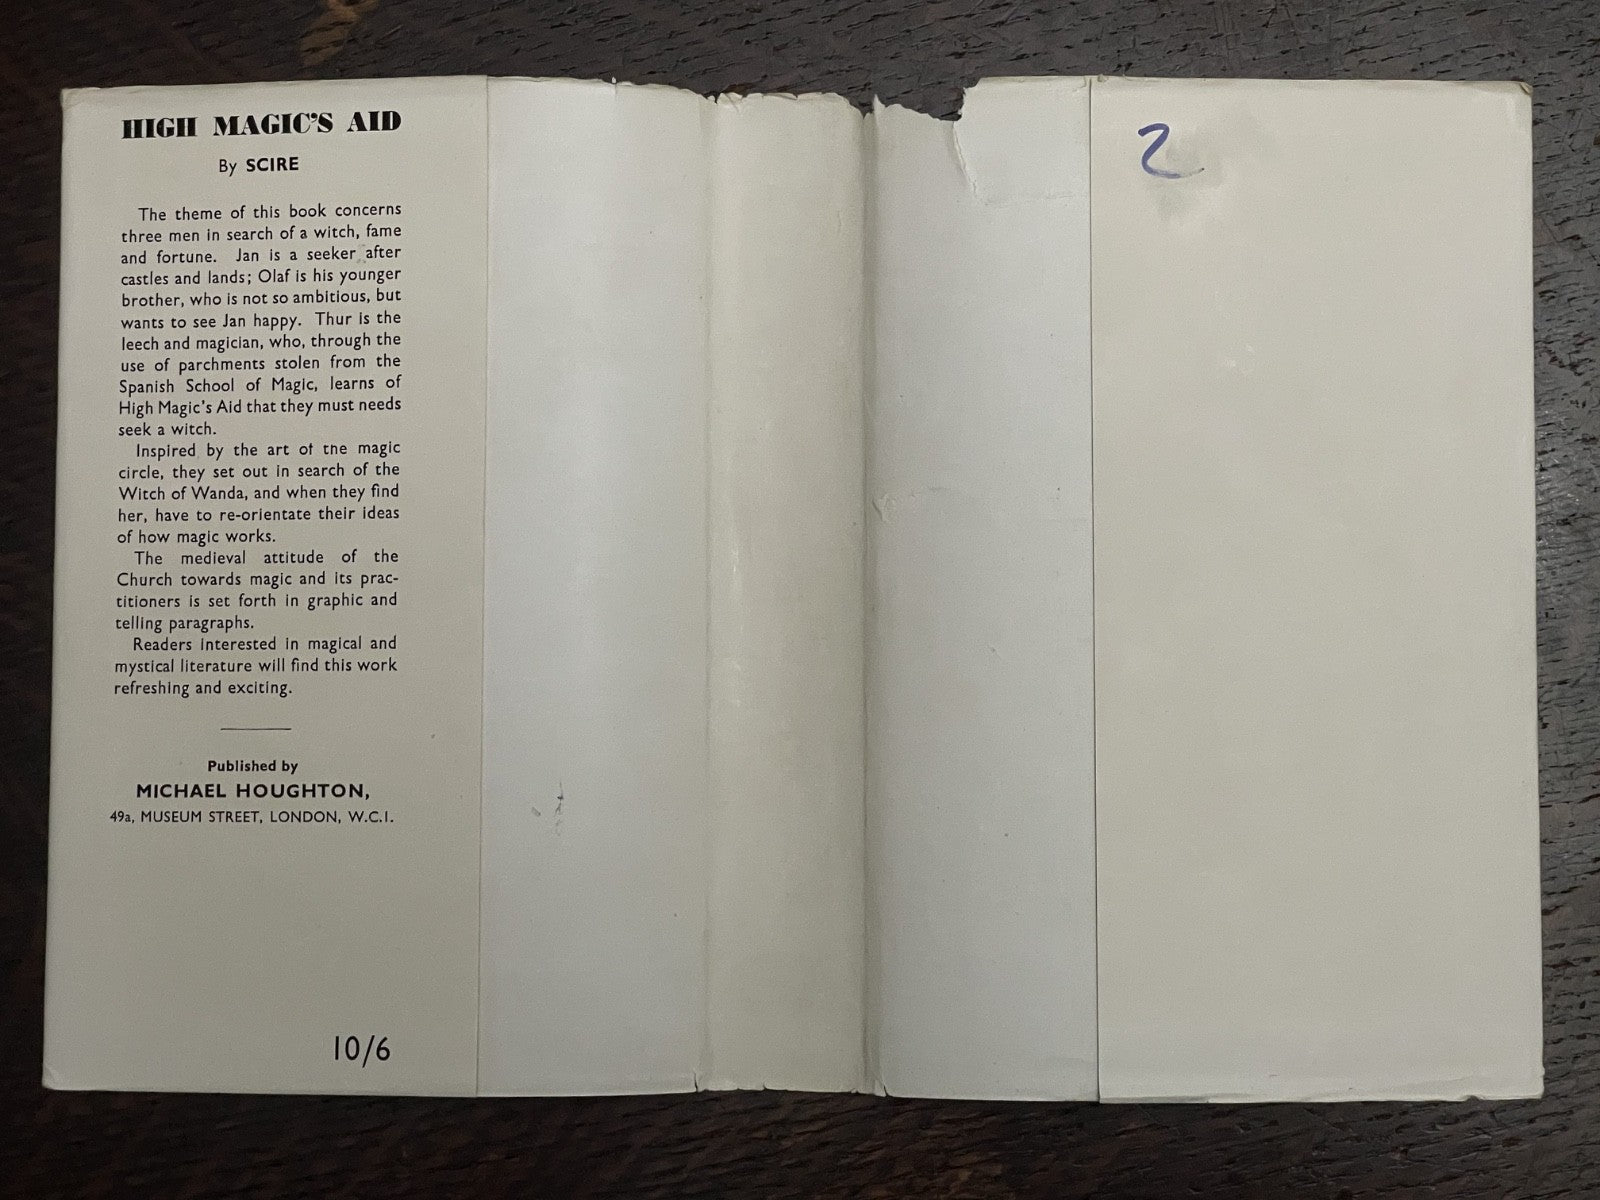 HIGH MAGIC'S AID
By SCIRE
The theme of this book concerns
three men in search of a witch, fame
and fortune. Jan is a seeker after
castles and lands; Olaf is his younger
brother, who is not so ambitious, but
wants to see Jan happy. Thur is the
leech and magician, who, through the
use of parchments stolen from the
Spanish School of Magic, learns of
High Magic's Aid that they must needs
seek a witch.
Inspired by the art of the magic
circle, they set out in search of the
Witch of Wanda, and when they find
her, have to re-orientate their ideas
of how magic works.
The medieval attitude of the
Church towards magic and its prac-
titioners is set forth in graphic and
telling paragraphs.
Readers interested in magical and
mystical literature will find this work
refreshing and exciting.
Published by
MICHAEL HOUGHTON,
49a, MUSEUM STREET, LONDON, W.C.I.
10/6
2